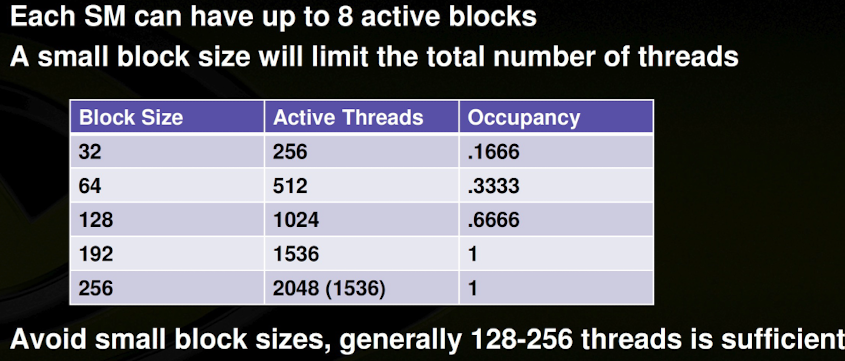 Each SM can have up to 8 active blocks
A small block size will limit the total number of threads
Block Size Active Threads Occupancy
32 256 .1666
64 512 .3333
128 1024 .6666
192 1536 1
256 2048 (1536) 1
Avoid small block sizes, generally 128-256 threads is sufficient